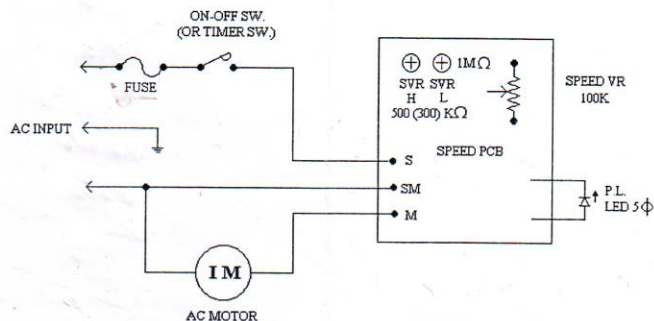 ON-OFF SW.
(OR TIMER SW.)
FUSE
AC INPUT
SVR SVR 1MΩ
H L
500 (300) KΩ
SPEED VR
100K
SPEED PCB
S
SM
M
P.L.
LED 5ϕ
IM
AC MOTOR